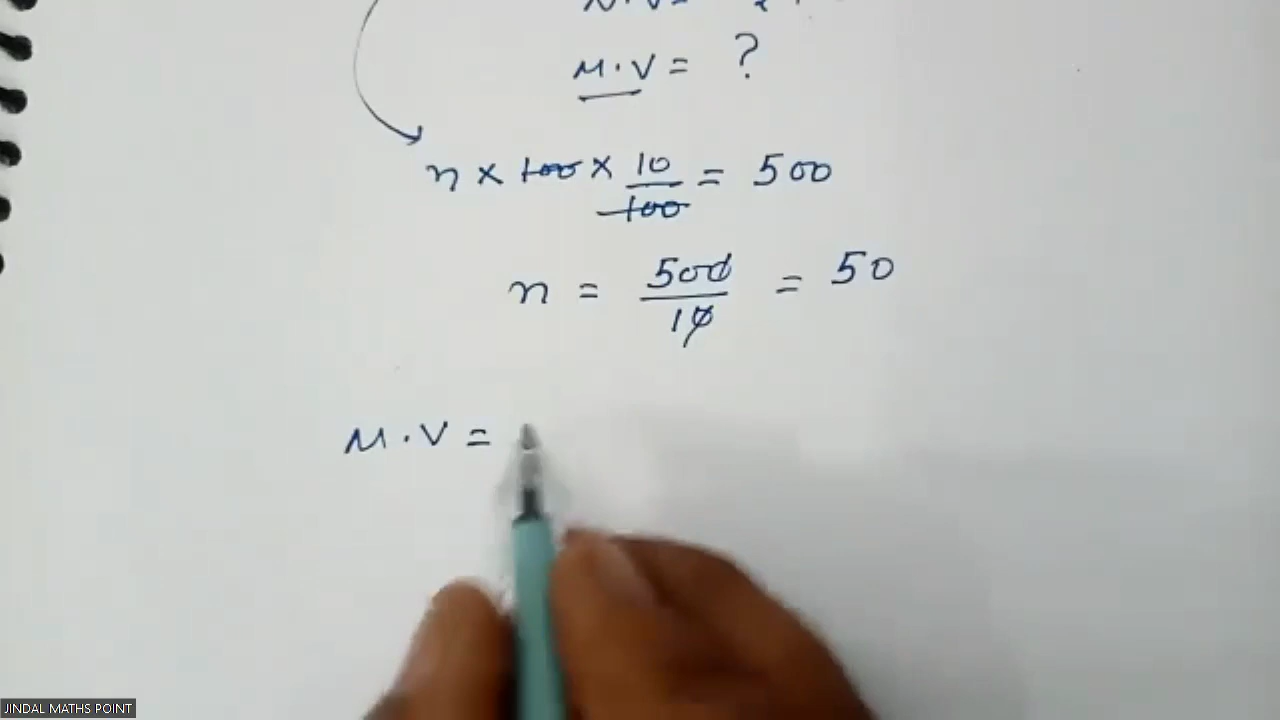 M.V = ?
n × 100 × 10/100 = 500
n = 500/10 = 50
M.V =
JINDAL MATHS POINT